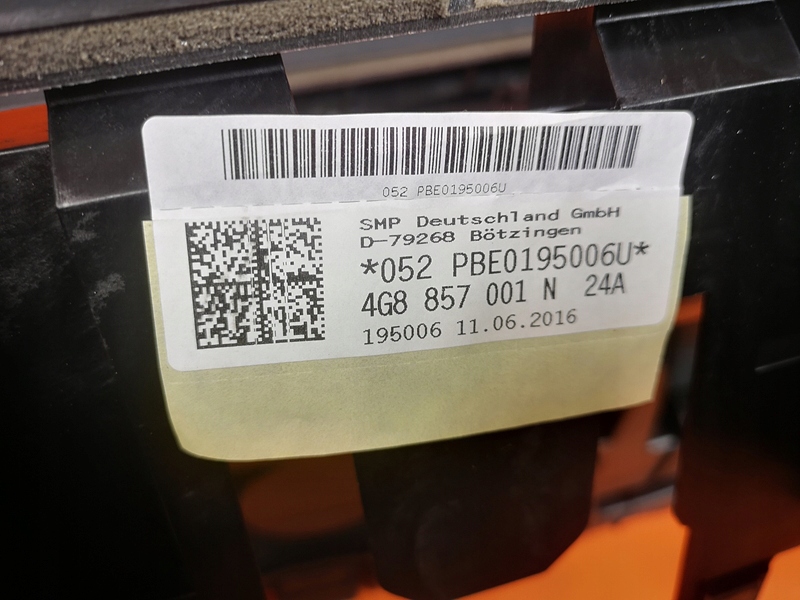 052 PBE0195006U
SMP Deutschland GmbH
D-79268 Bötzingen
*052 PBE0195006U*
4G8 857 001 N 24A
195006 11.06.2016